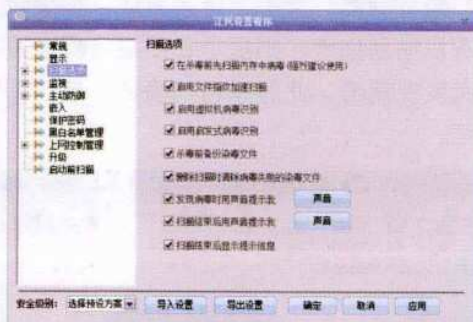 江民设置程序
常规
显示
扫描选项
监视
主动防御
嵌入
保护密码
黑白名单管理
上网控制管理
升级
启动前扫描
扫描选项
在杀毒前先扫描内存中病毒(强烈建议使用)
启用文件指纹加速扫描
启用虚拟机病毒识别
启用启发式病毒识别
杀毒前备份染毒文件
删除扫描时清除病毒失败的染毒文件
发现病毒时用声音提示我
声音
扫描结束后用声音提示我
声音
扫描结束后显示提示信息
安全级别:
选择预设方案
导入设置
导出设置
确定
取消
应用